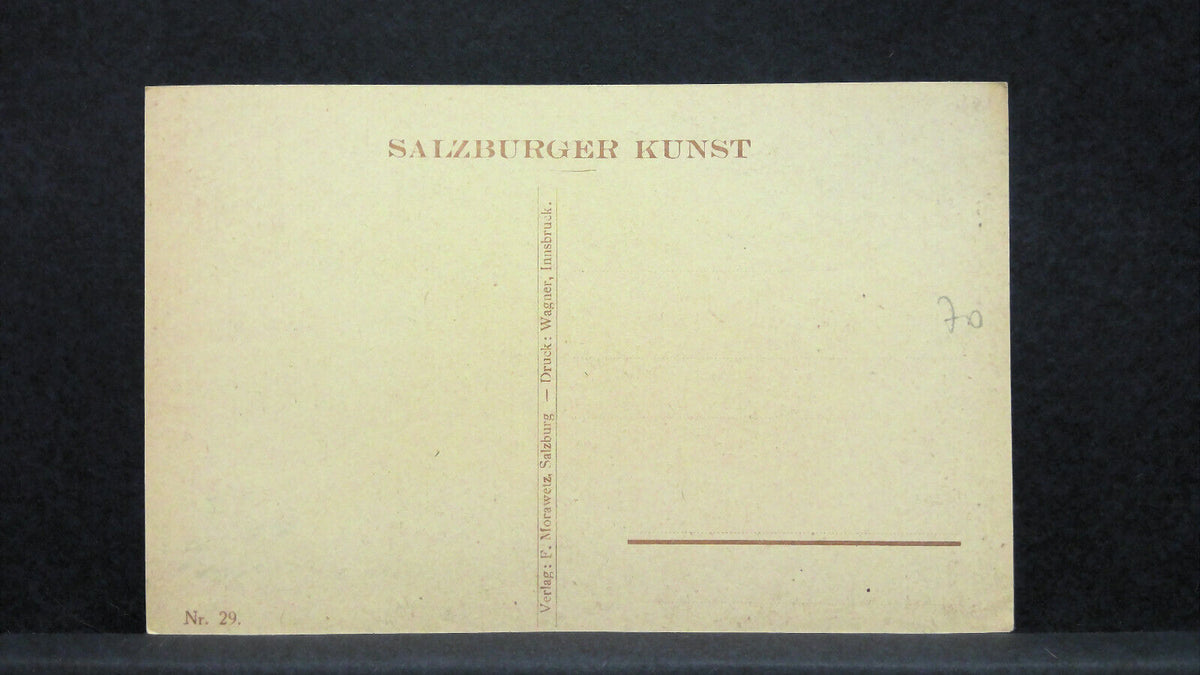 SALZBURGER KUNST
Verlag: F. Morawetz, Salzburg — Druck: Wagner, Innsbruck.
70
Nr. 29.